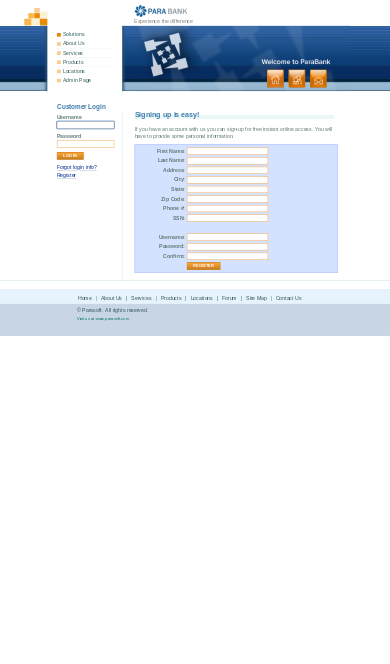 PARA BANK
Experience the difference
Solutions
About Us
Services
Products
Locations
Admin Page
Welcome to ParaBank
Customer Login
Username
Password
LOG IN
Forgot login info?
Register
Signing up is easy!
If you have an account with us you can sign-up for free instant online access. You will
have to provide some personal information.
First Name:
Last Name:
Address:
City:
State:
Zip Code:
Phone #:
SSN:
Username:
Password:
Confirm:
REGISTER
Home | About Us | Services | Products | Locations | Forum | Site Map | Contact Us
© Parasoft. All rights reserved.
Visit us at www.parasoft.com